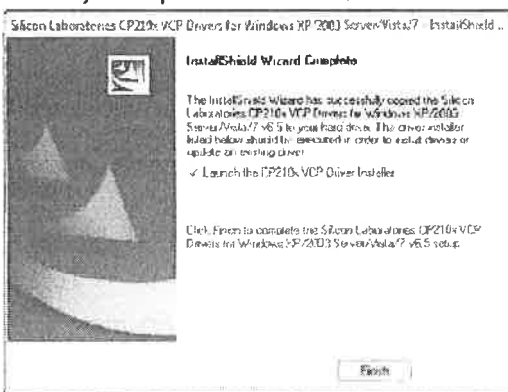 Silicon Laboratories CP210x VCP Drivers for Windows XP/2003 Server/Vista/7 - InstallShield ..
InstallShield Wizard Complete
The InstallShield Wizard has successfully copied the Silicon
Laboratories CP210x VCP Drivers for Windows XP/2003
Server/Vista/7 v6.5 to your hard drive. The driver installer
listed below should be executed in order to install drivers or
update an existing driver.
Launch the CP210x VCP Driver Installer.
Click Finish to complete the Silicon Laboratories CP210x VCP
Drivers for Windows XP/2003 Server/Vista/7 v6.5 setup.
Finish